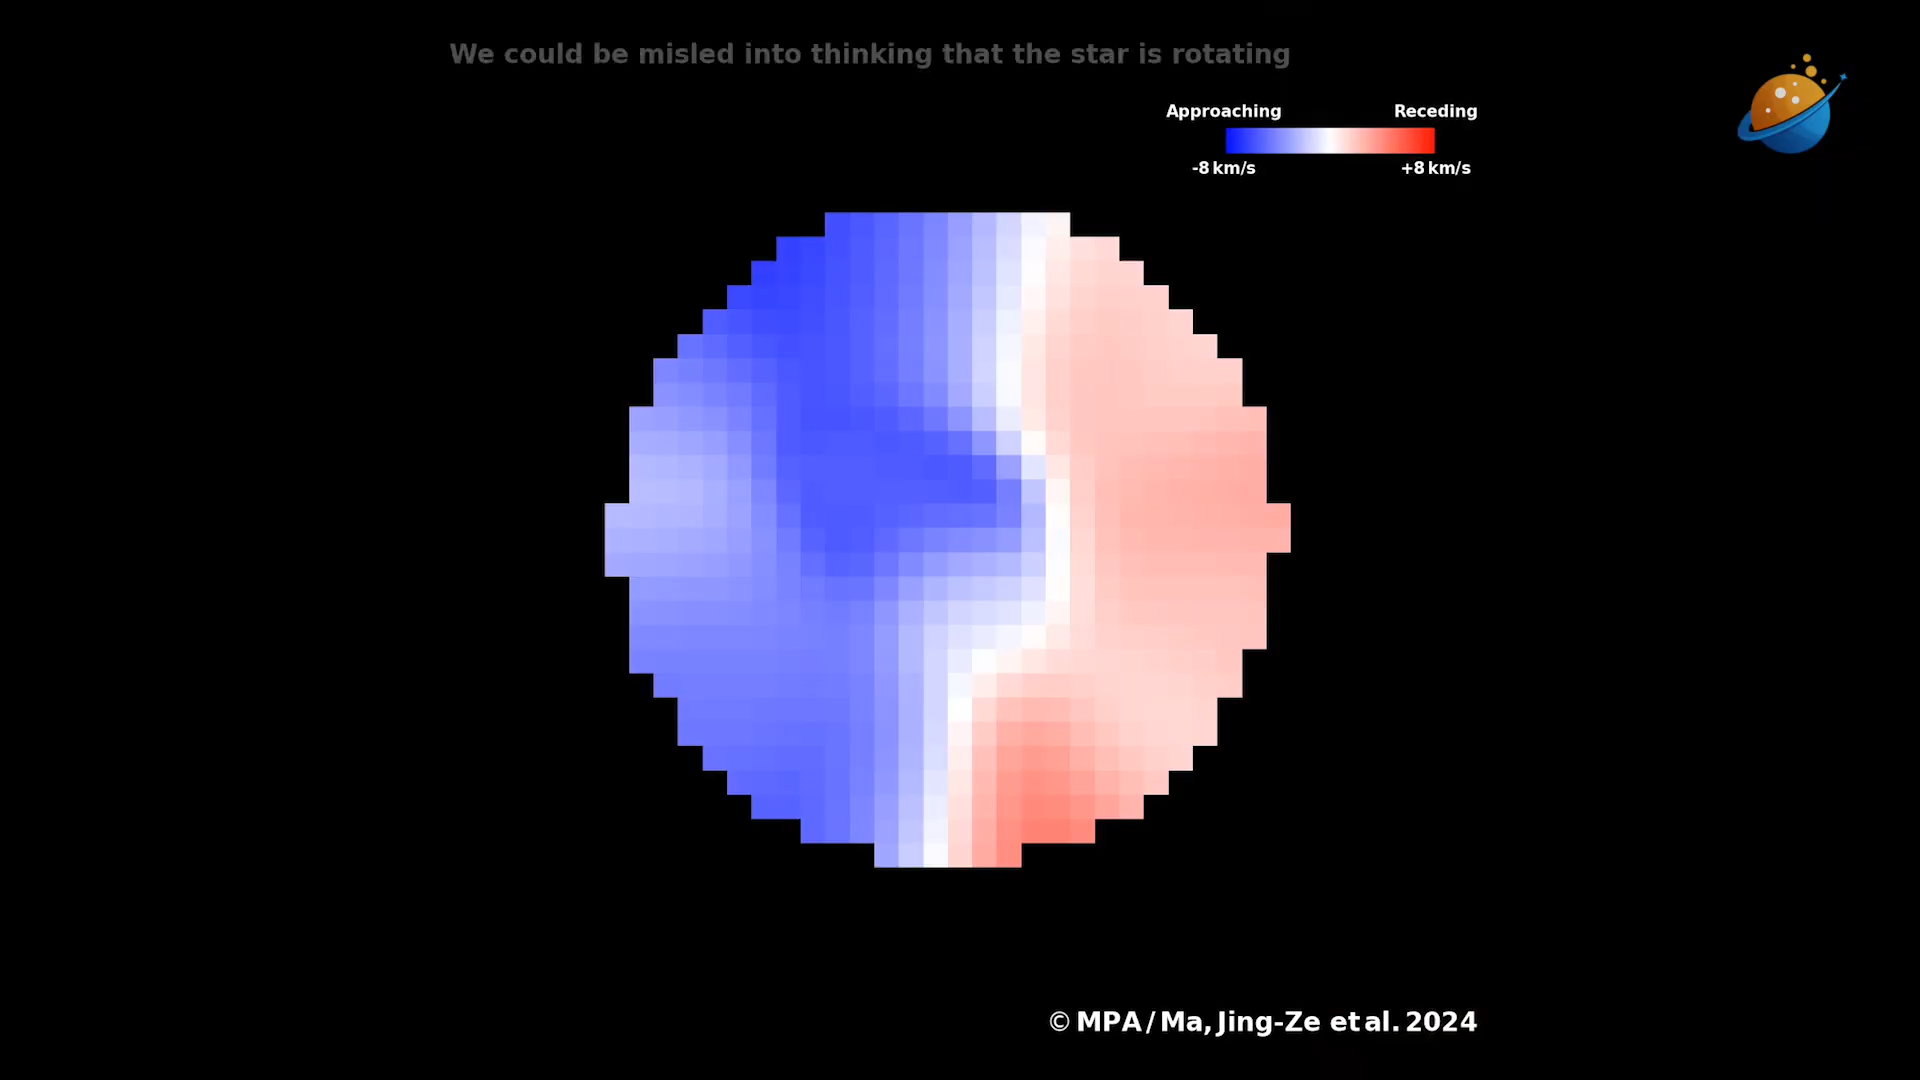 We could be misled into thinking that the star is rotating
Approaching Receding
-8 km/s +8 km/s
© MPA/Ma, Jing-Ze et al. 2024